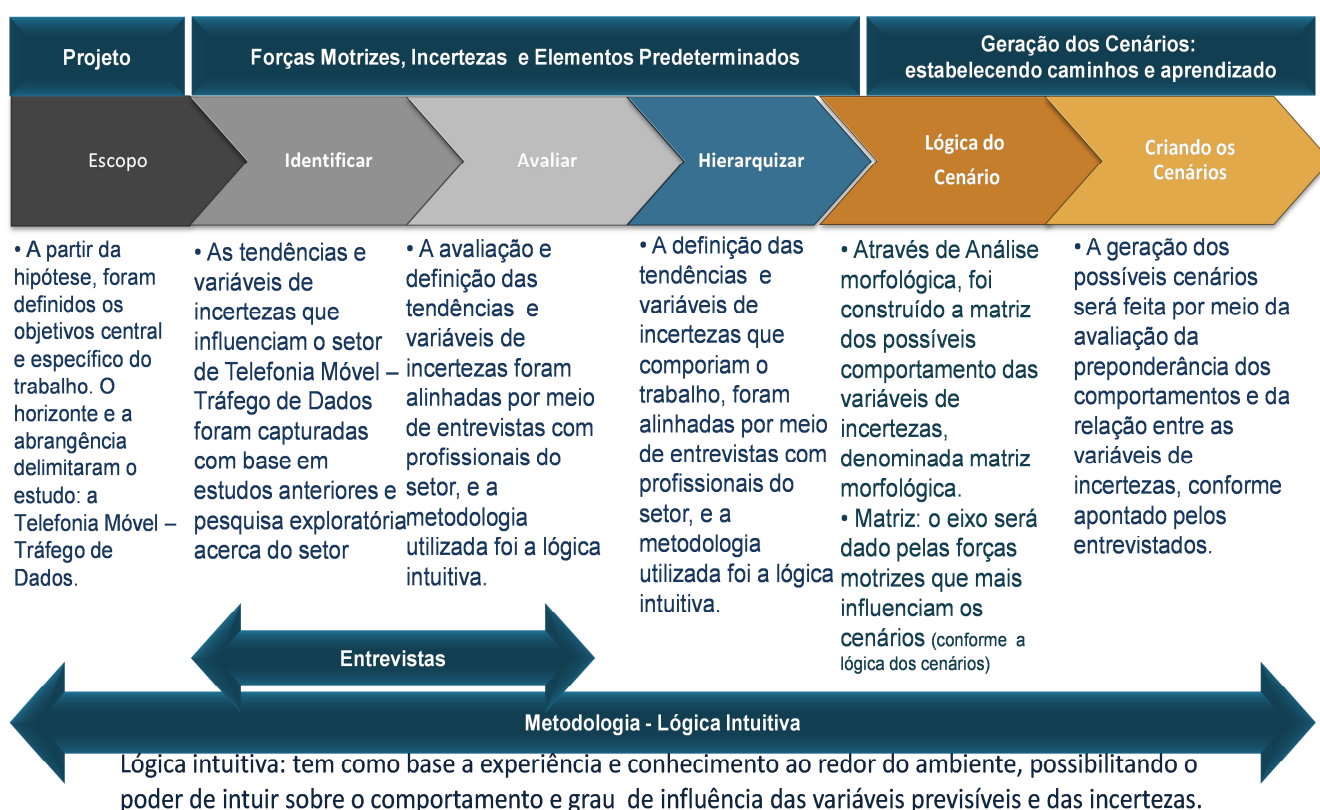 Projeto
Forças Motrizes, Incertezas e Elementos Predeterminados
Geração dos Cenários:
estabelecendo caminhos e aprendizado
Escopo
Identificar
Avaliar
Hierarquizar
Lógica do
Cenário
Criando os
Cenários
• A partir da
hipótese, foram
definidos os
objetivos central
e específico do
trabalho. O
horizonte e a
abrangência
delimitaram o
estudo: a
Telefonia Móvel –
Tráfego de
Dados.
• As tendências e
variáveis de
incertezas que
influenciam o setor
de Telefonia Móvel –
Tráfego de Dados
foram capturadas
com base em
estudos anteriores e
pesquisa exploratória
acerca do setor
• A avaliação e
definição das
tendências e
variáveis de
incertezas foram
alinhadas por meio
de entrevistas com
profissionais do
setor, e a
metodologia
utilizada foi a lógica
intuitiva.
• A definição das
tendências e
variáveis de
incertezas que
comporiam o
trabalho, foram
alinhadas por meio
de entrevistas com
profissionais do
setor, e a
metodologia
utilizada foi a lógica
intuitiva.
• Através de Análise
morfológica, foi
construído a matriz
dos possíveis
comportamento das
variáveis de
incertezas,
denominada matriz
morfológica.
• Matriz: o eixo será
dado pelas forças
motrizes que mais
influenciam os
cenários (conforme a
lógica dos cenários)
• A geração dos
possíveis cenários
será feita por meio da
avaliação da
preponderância dos
comportamentos e da
relação entre as
variáveis de
incertezas, conforme
apontado pelos
entrevistados.
Entrevistas
Metodologia - Lógica Intuitiva
Lógica intuitiva: tem como base a experiência e conhecimento ao redor do ambiente, possibilitando o
poder de intuir sobre o comportamento e grau de influência das variáveis previsíveis e das incertezas.